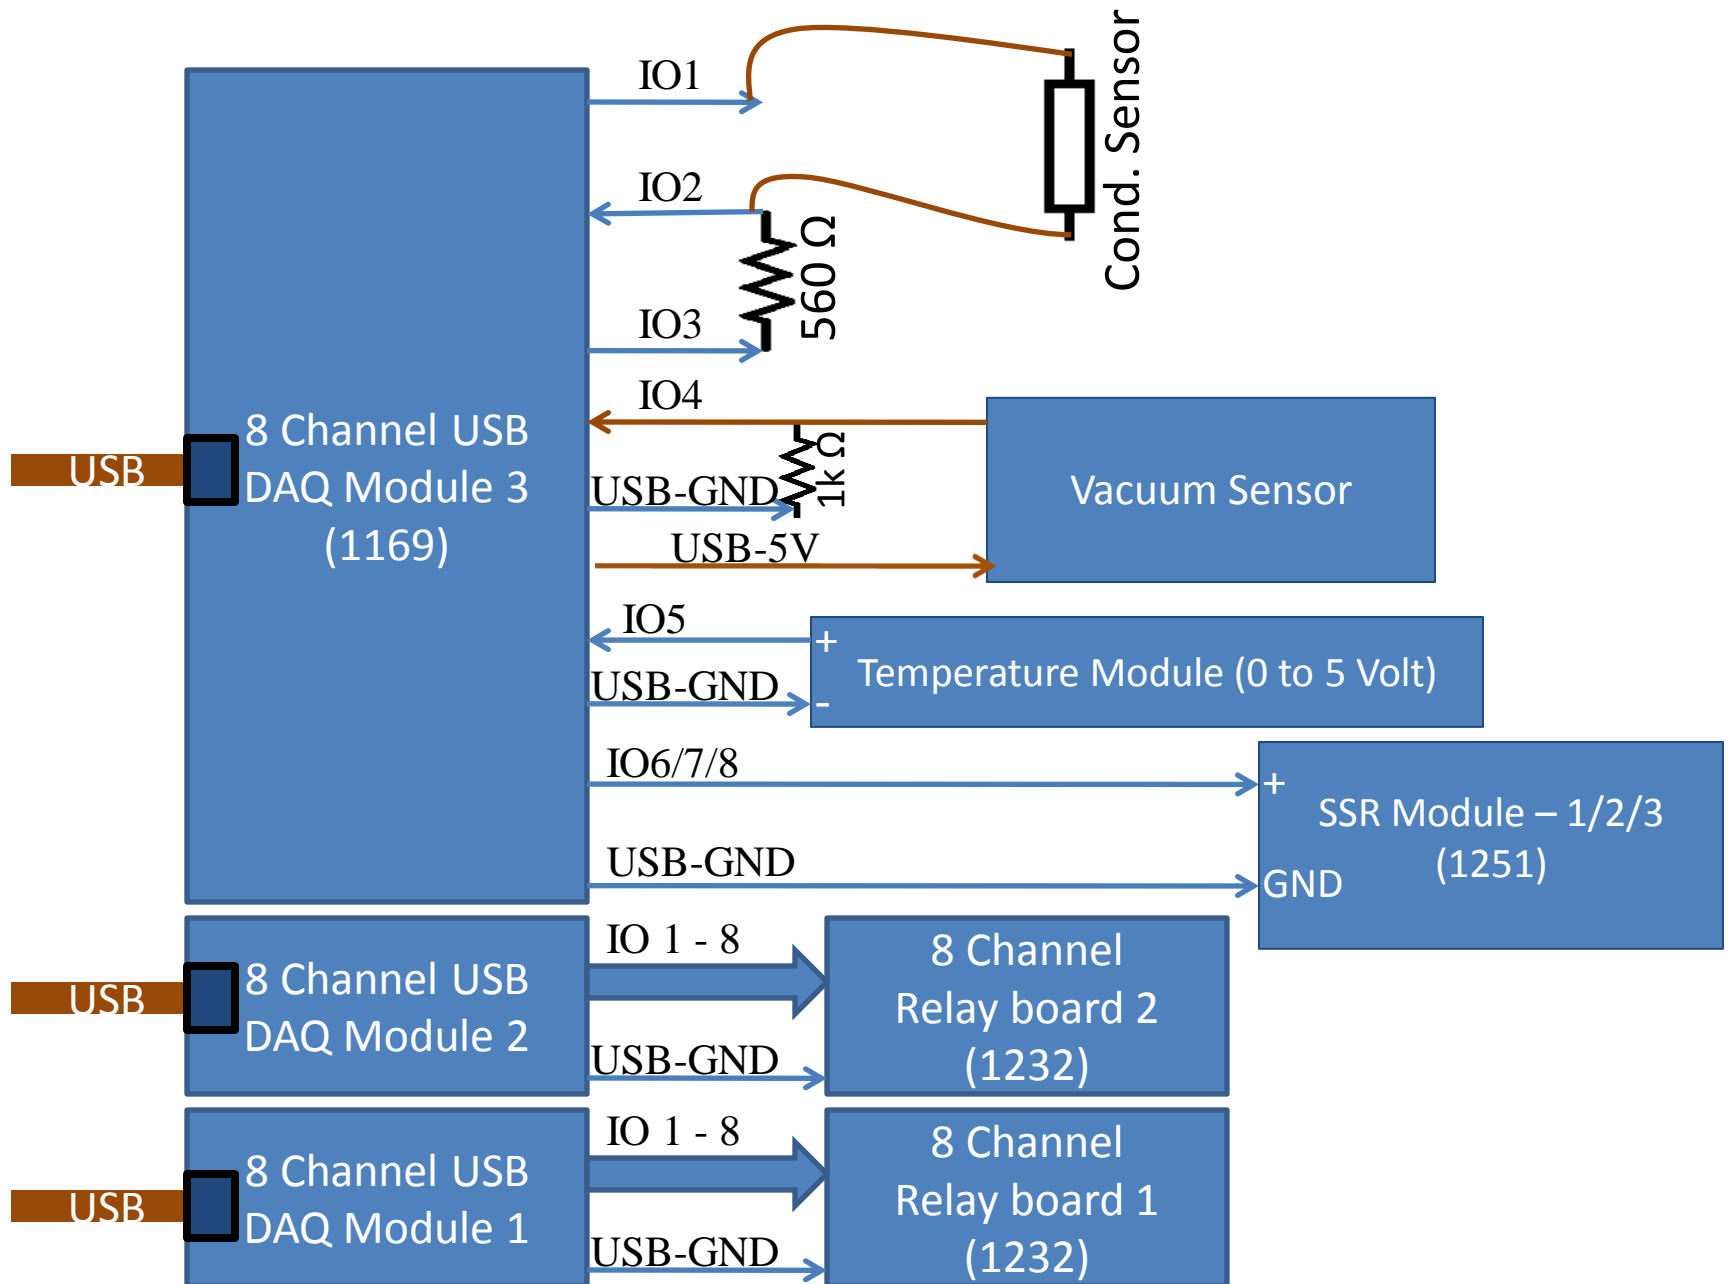 IO1
Cond. Sensor
IO2
560 Ω
IO3
IO4
8 Channel USB
DAQ Module 3
(1169)
USB
1k Ω
USB-GND
Vacuum Sensor
USB-5V
IO5
+
Temperature Module (0 to 5 Volt)
USB-GND
-
IO6/7/8
+
SSR Module – 1/2/3
(1251)
USB-GND
GND
IO 1 - 8
8 Channel USB
DAQ Module 2
USB
8 Channel
Relay board 2
(1232)
USB-GND
IO 1 - 8
8 Channel USB
DAQ Module 1
USB
8 Channel
Relay board 1
(1232)
USB-GND